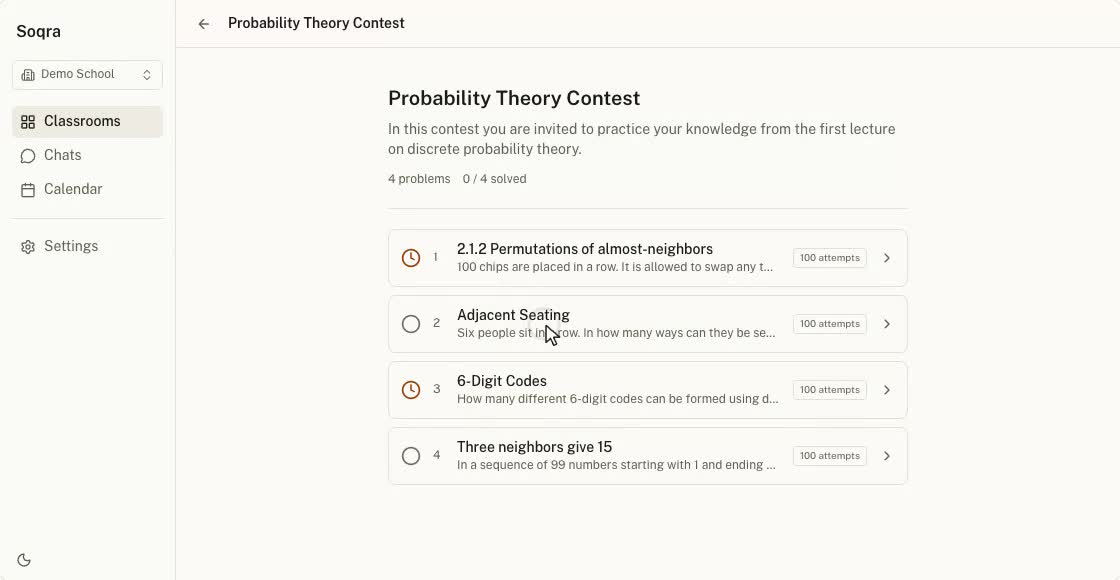 Soqra
Probability Theory Contest
Demo School
Classrooms
Chats
Calendar
Settings
Probability Theory Contest
In this contest you are invited to practice your knowledge from the first lecture
on discrete probability theory.
4 problems 0 / 4 solved
1 2.1.2 Permutations of almost-neighbors
100 chips are placed in a row. It is allowed to swap any t...
100 attempts
2 Adjacent Seating
Six people sit in row. In how many ways can they be se...
100 attempts
3 6-Digit Codes
How many different 6-digit codes can be formed using d...
100 attempts
4 Three neighbors give 15
In a sequence of 99 numbers starting with 1 and ending ...
100 attempts